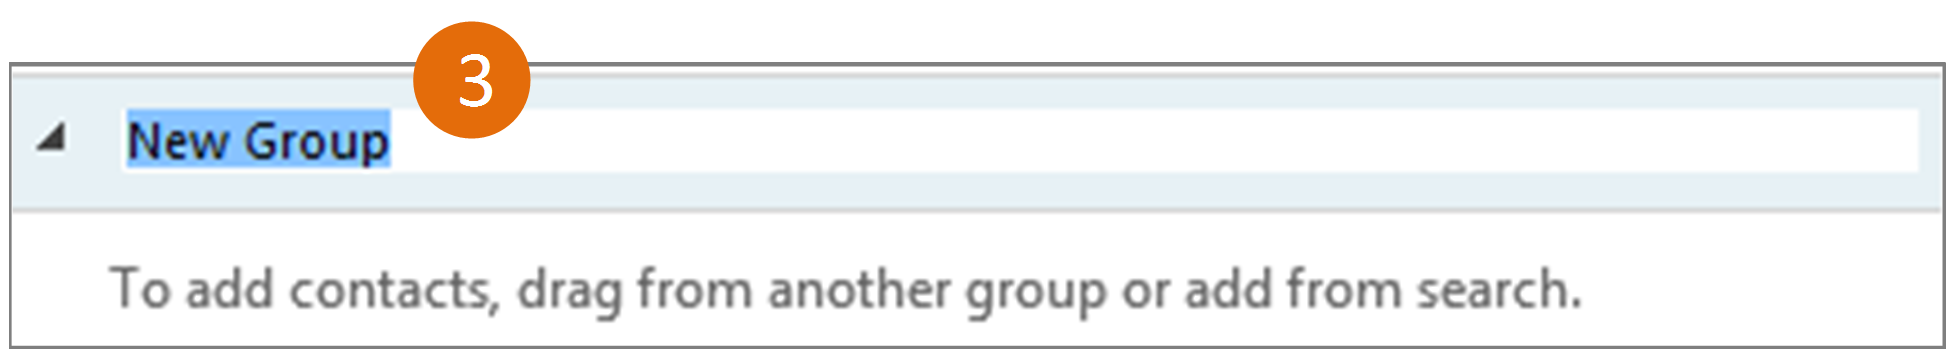 3
New Group
To add contacts, drag from another group or add from search.